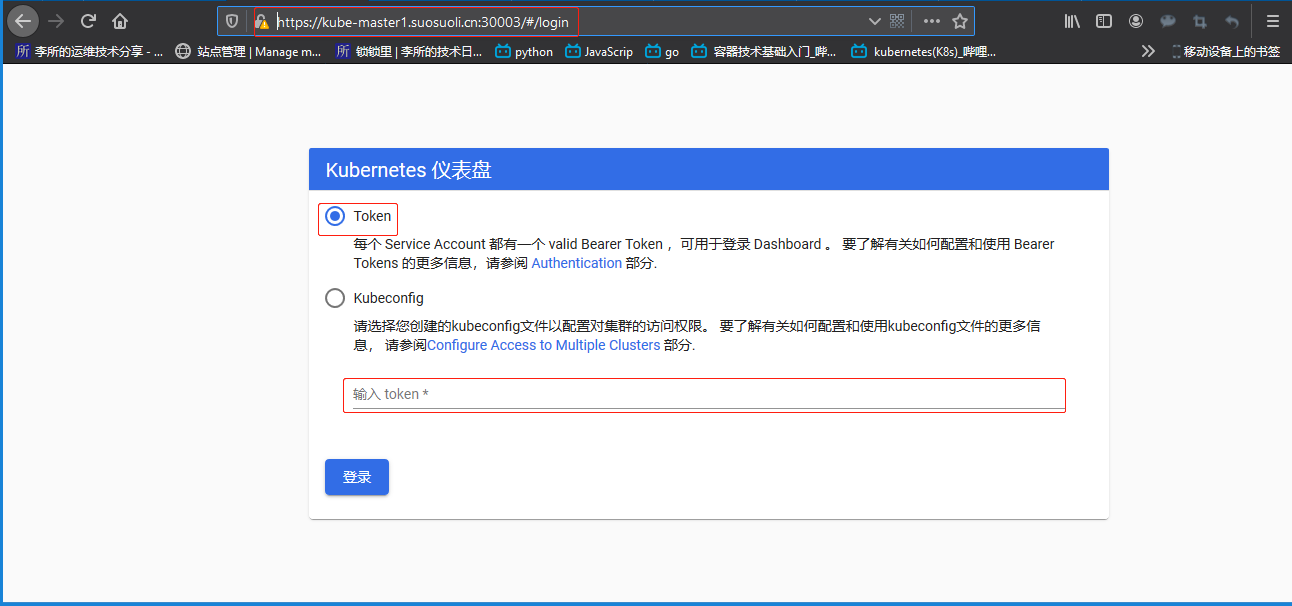 https://kube-master1.suosuoli.cn:30003/#/login
所 李所的运维技术分享 - ... 站点管理 | Manage m... 所 锁锁里 | 李所的技术日... python JavaScrip go 容器技术基础入门_哔... kubernetes(K8s)_哔哩... 移动设备上的书签
Kubernetes 仪表盘
Token
每个 Service Account 都有一个 valid Bearer Token ，可用于登录 Dashboard 。 要了解有关如何配置和使用 Bearer
Tokens 的更多信息，请参阅 Authentication 部分.
Kubeconfig
请选择您创建的kubeconfig文件以配置对集群的访问权限。 要了解有关如何配置和使用kubeconfig文件的更多信
息， 请参阅Configure Access to Multiple Clusters 部分.
输入 token *
登录